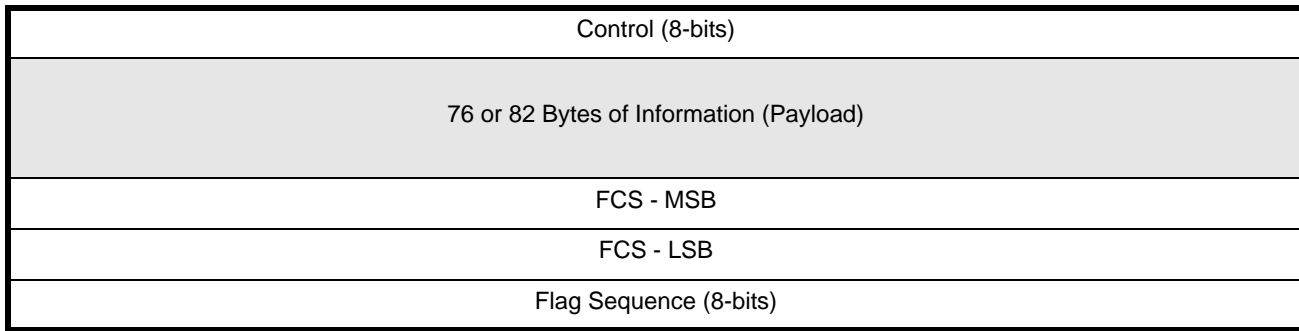 Control (8-bits)
76 or 82 Bytes of Information (Payload)
FCS - MSB
FCS - LSB
Flag Sequence (8-bits)